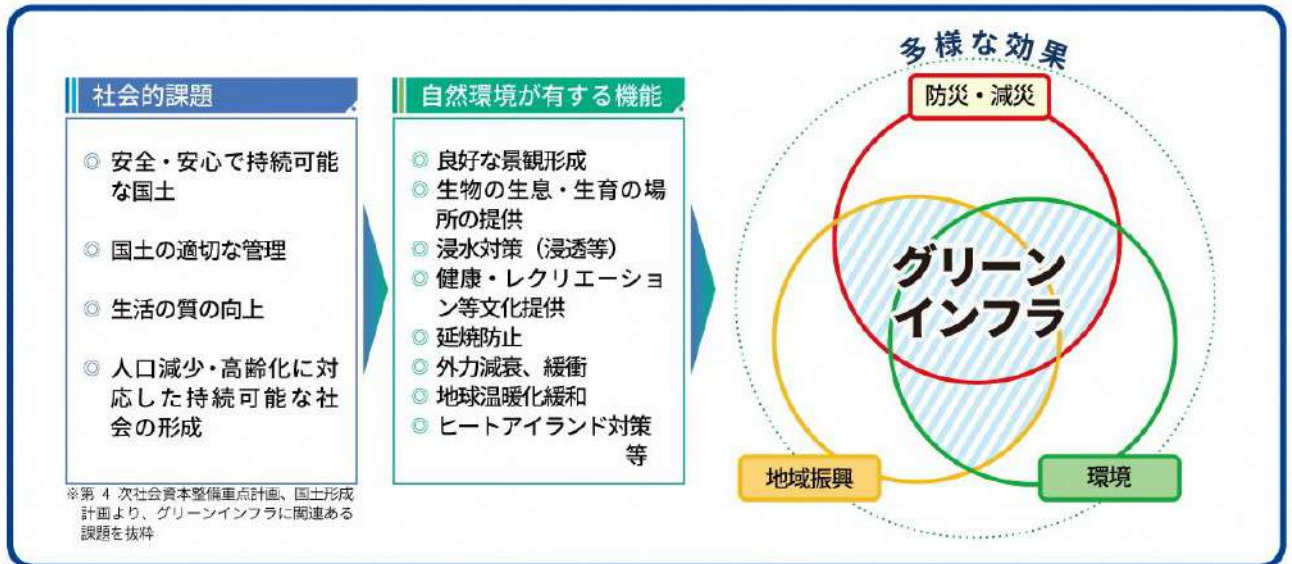 社会的課題
◎ 安全・安心で持続可能
な国土
◎ 国土の適切な管理
◎ 生活の質の向上
◎ 人口減少・高齢化に対
応した持続可能な社
会の形成
※第 4 次社会資本整備重点計画、国土形成
計画より、グリーンインフラに関連ある
課題を抜粋
自然環境が有する機能
◎ 良好な景観形成
◎ 生物の生息・生育の場
所の提供
◎ 浸水対策（浸透等）
◎ 健康・レクリエーショ
ン等文化提供
◎ 延焼防止
◎ 外力減衰、緩衝
◎ 地球温暖化緩和
◎ ヒートアイランド対策
等
多様な効果
防災・減災
グリーン
インフラ
地域振興
環境